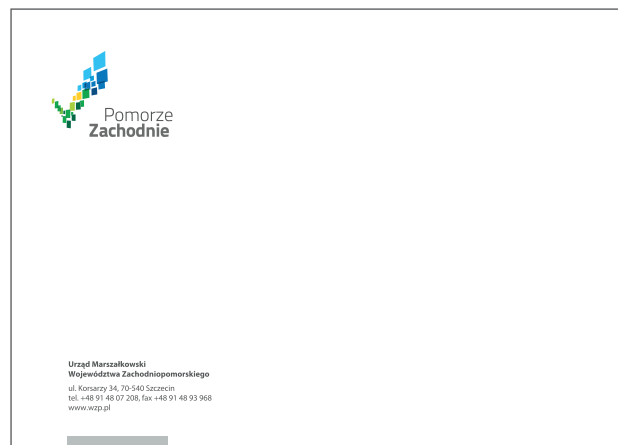 Pomorze
Zachodnie
Urząd Marszałkowski
Województwa Zachodniopomorskiego
ul. Korsarzy 34, 70-540 Szczecin
tel. +48 91 48 07 208, fax +48 91 48 93 968
www.wzp.pl